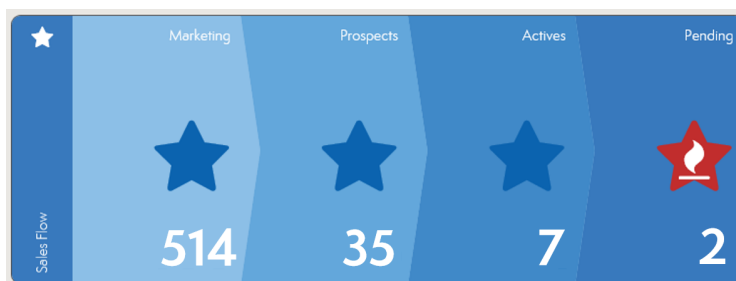 Marketing
Prospects
Actives
Pending
514
35
7
2
Sales Flow